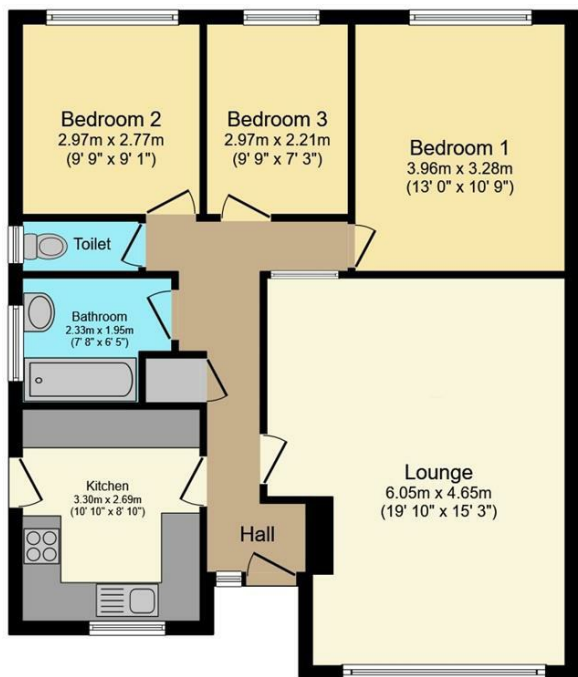 Bedroom 2
2.97m x 2.77m
(9' 9" x 9' 1")
Bedroom 3
2.97m x 2.21m
(9' 9" x 7' 3")
Bedroom 1
3.96m x 3.28m
(13' 0" x 10' 9")
Toilet
Bathroom
2.33m x 1.95m
(7' 8" x 6' 5")
Kitchen
3.30m x 2.69m
(10' 10" x 8' 10")
Lounge
6.05m x 4.65m
(19' 10" x 15' 3")
Hall